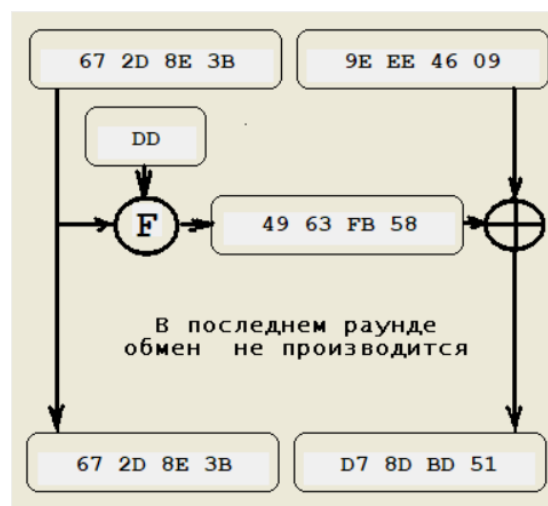 67 2D 8E 3B
9E EE 46 09
DD
F
49 63 FB 58
В последнем раунде
обмен не производится
67 2D 8E 3B
D7 8D BD 51